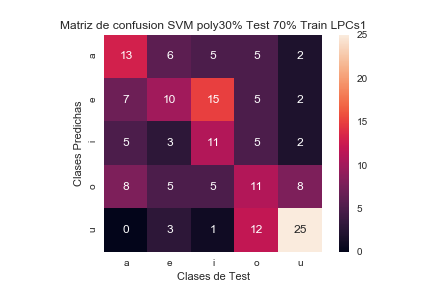 Matriz de confusion SVM poly30% Test 70% Train LPCs1
Clases Predichas
a 13 6 5 5 2
e 7 10 15 5 2
i 5 3 11 5 2
o 8 5 5 11 8
u 0 3 1 12 25
a e i o u
Clases de Test
25
20
15
10
5
0